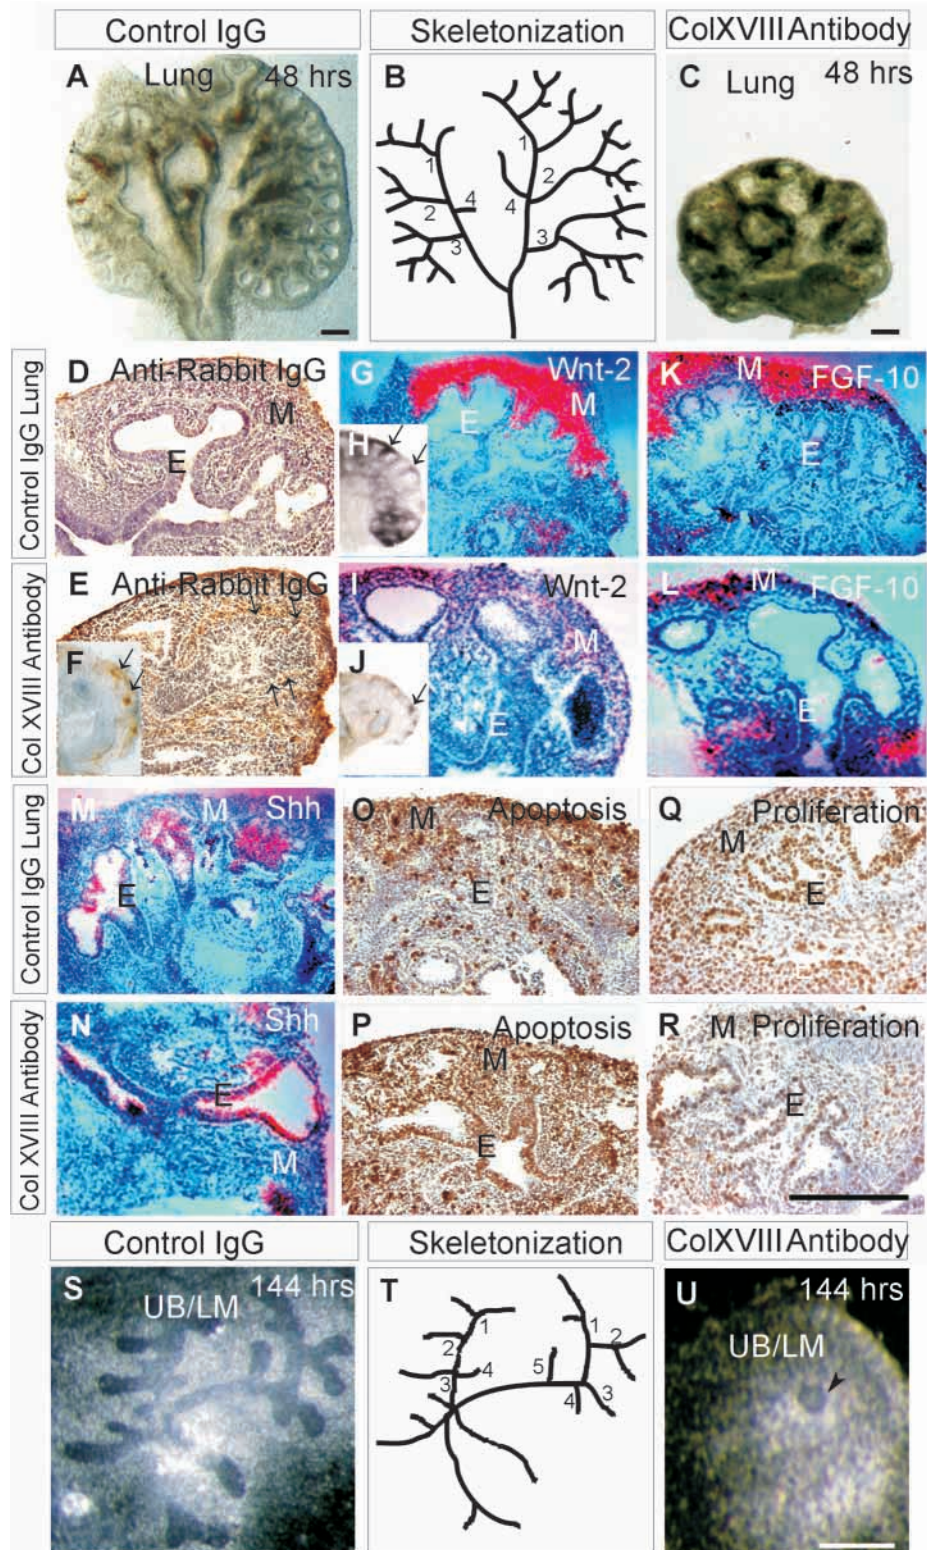 Control IgG
Skeletonization
ColXVIII Antibody
A
Lung
48 hrs
B
1
1
2
2
4
4
3
3
C
Lung
48 hrs
Control IgG Lung
D
Anti-Rabbit IgG
M
E
G
Wnt-2
M
E
H
K
M
FGF-10
E
Col XVIII Antibody
E
Anti-Rabbit IgG
F
I
Wnt-2
M
E
J
L
M
FGF-10
E
Control IgG Lung
M
M
Shh
E
O
M
Apoptosis
E
Q
Proliferation
M
E
Col XVIII Antibody
N
Shh
E
M
P
Apoptosis
M
E
R
M
Proliferation
E
Control IgG
Skeletonization
ColXVIII Antibody
S
144 hrs
UB/LM
T
1
1
2
2
4
5
3
4
3
U
144 hrs
UB/LM